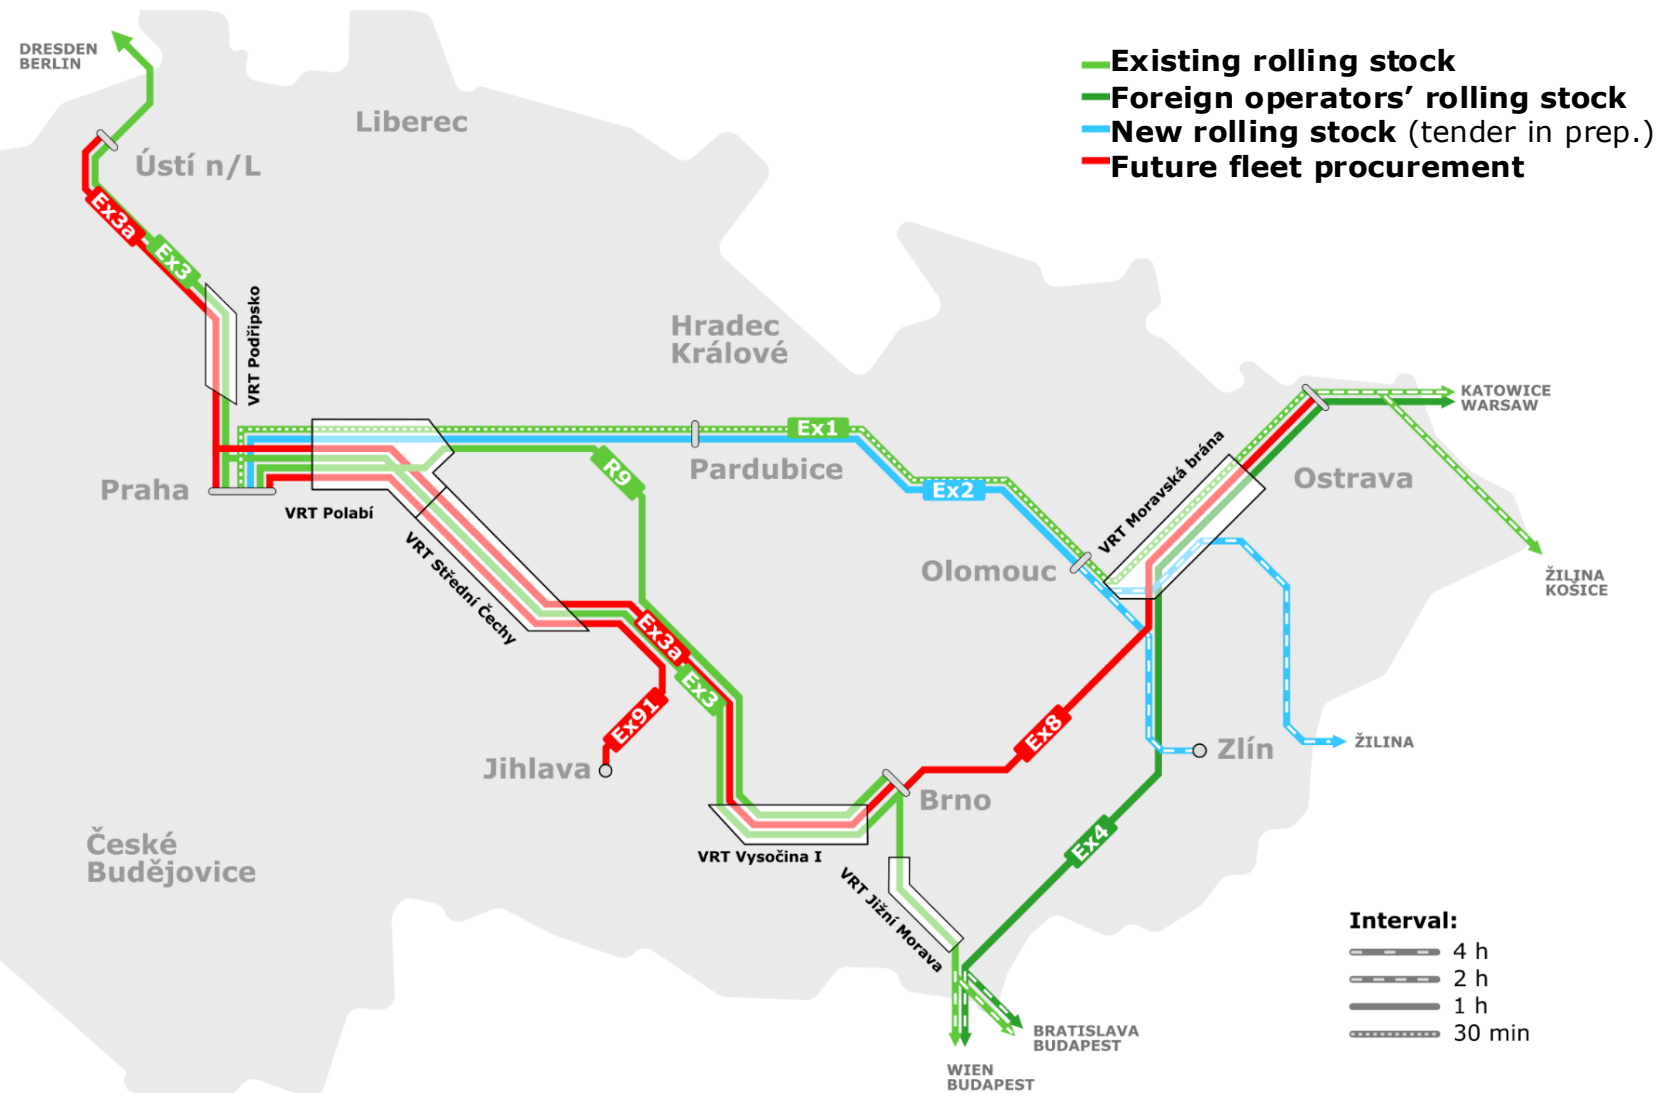 DRESDEN
BERLIN
Existing rolling stock
Foreign operators’ rolling stock
New rolling stock (tender in prep.)
Future fleet procurement
Liberec
Ústí n/L
Ex3a
Ex3
VRT Podřipsko
Hradec
Králové
KATOWICE
WARSAW
Ex1
VRT Moravská brána
Pardubice
R9
Ostrava
Praha
Ex2
VRT Polabí
VRT Střední Čechy
Olomouc
ŽILINA
KOŠICE
Ex3a
Ex3
Ex91
Ex8
Zlín
ŽILINA
Jihlava
Brno
České
Budějovice
VRT Vysočina I
Ex4
VRT Jižní Morava
Interval:
4 h
2 h
1 h
30 min
BRATISLAVA
BUDAPEST
WIEN
BUDAPEST